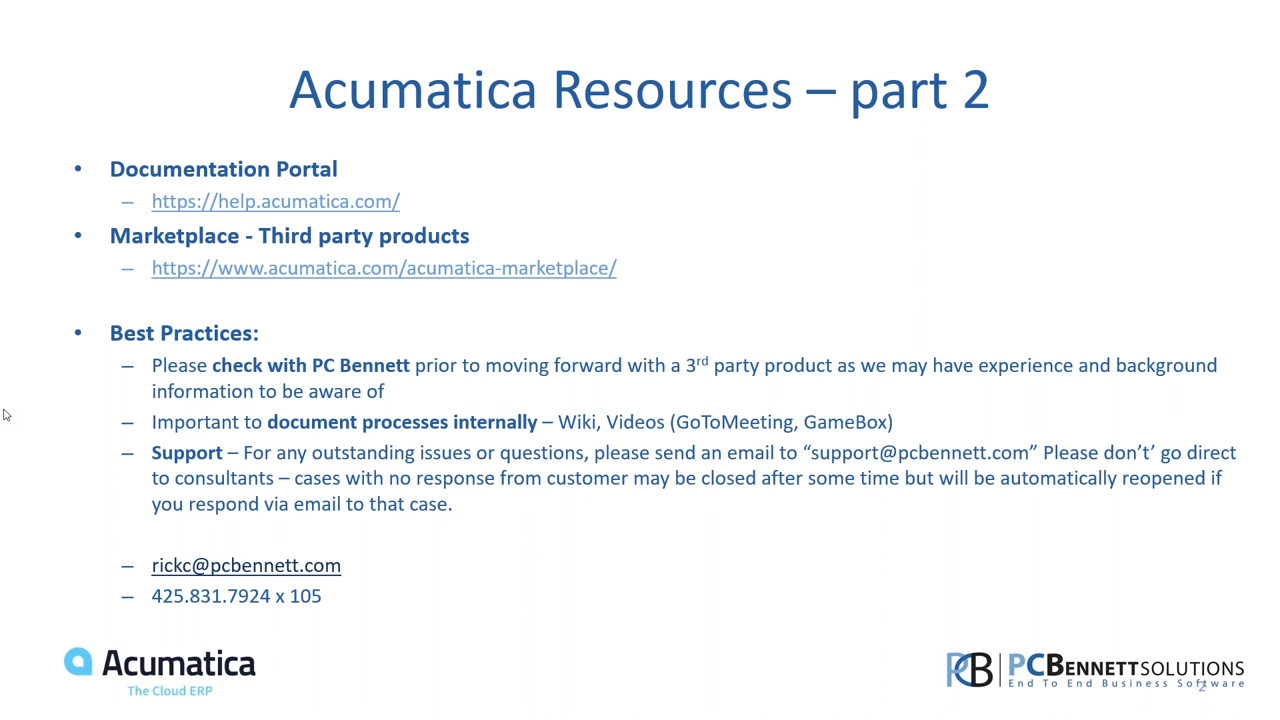 Acumatica Resources – part 2
• Documentation Portal
– https://help.acumatica.com/
• Marketplace - Third party products
– https://www.acumatica.com/acumatica-marketplace/
• Best Practices:
– Please check with PC Bennett prior to moving forward with a 3rd party product as we may have experience and background
information to be aware of
– Important to document processes internally – Wiki, Videos (GoToMeeting, GameBox)
– Support – For any outstanding issues or questions, please send an email to “support@pcbennett.com” Please don’t’ go direct
to consultants – cases with no response from customer may be closed after some time but will be automatically reopened if
you respond via email to that case.
– rickc@pcbennett.com
– 425.831.7924 x 105
Acumatica
The Cloud ERP
PCB PCBENNETTSOLUTIONS
End To End Business Software
2